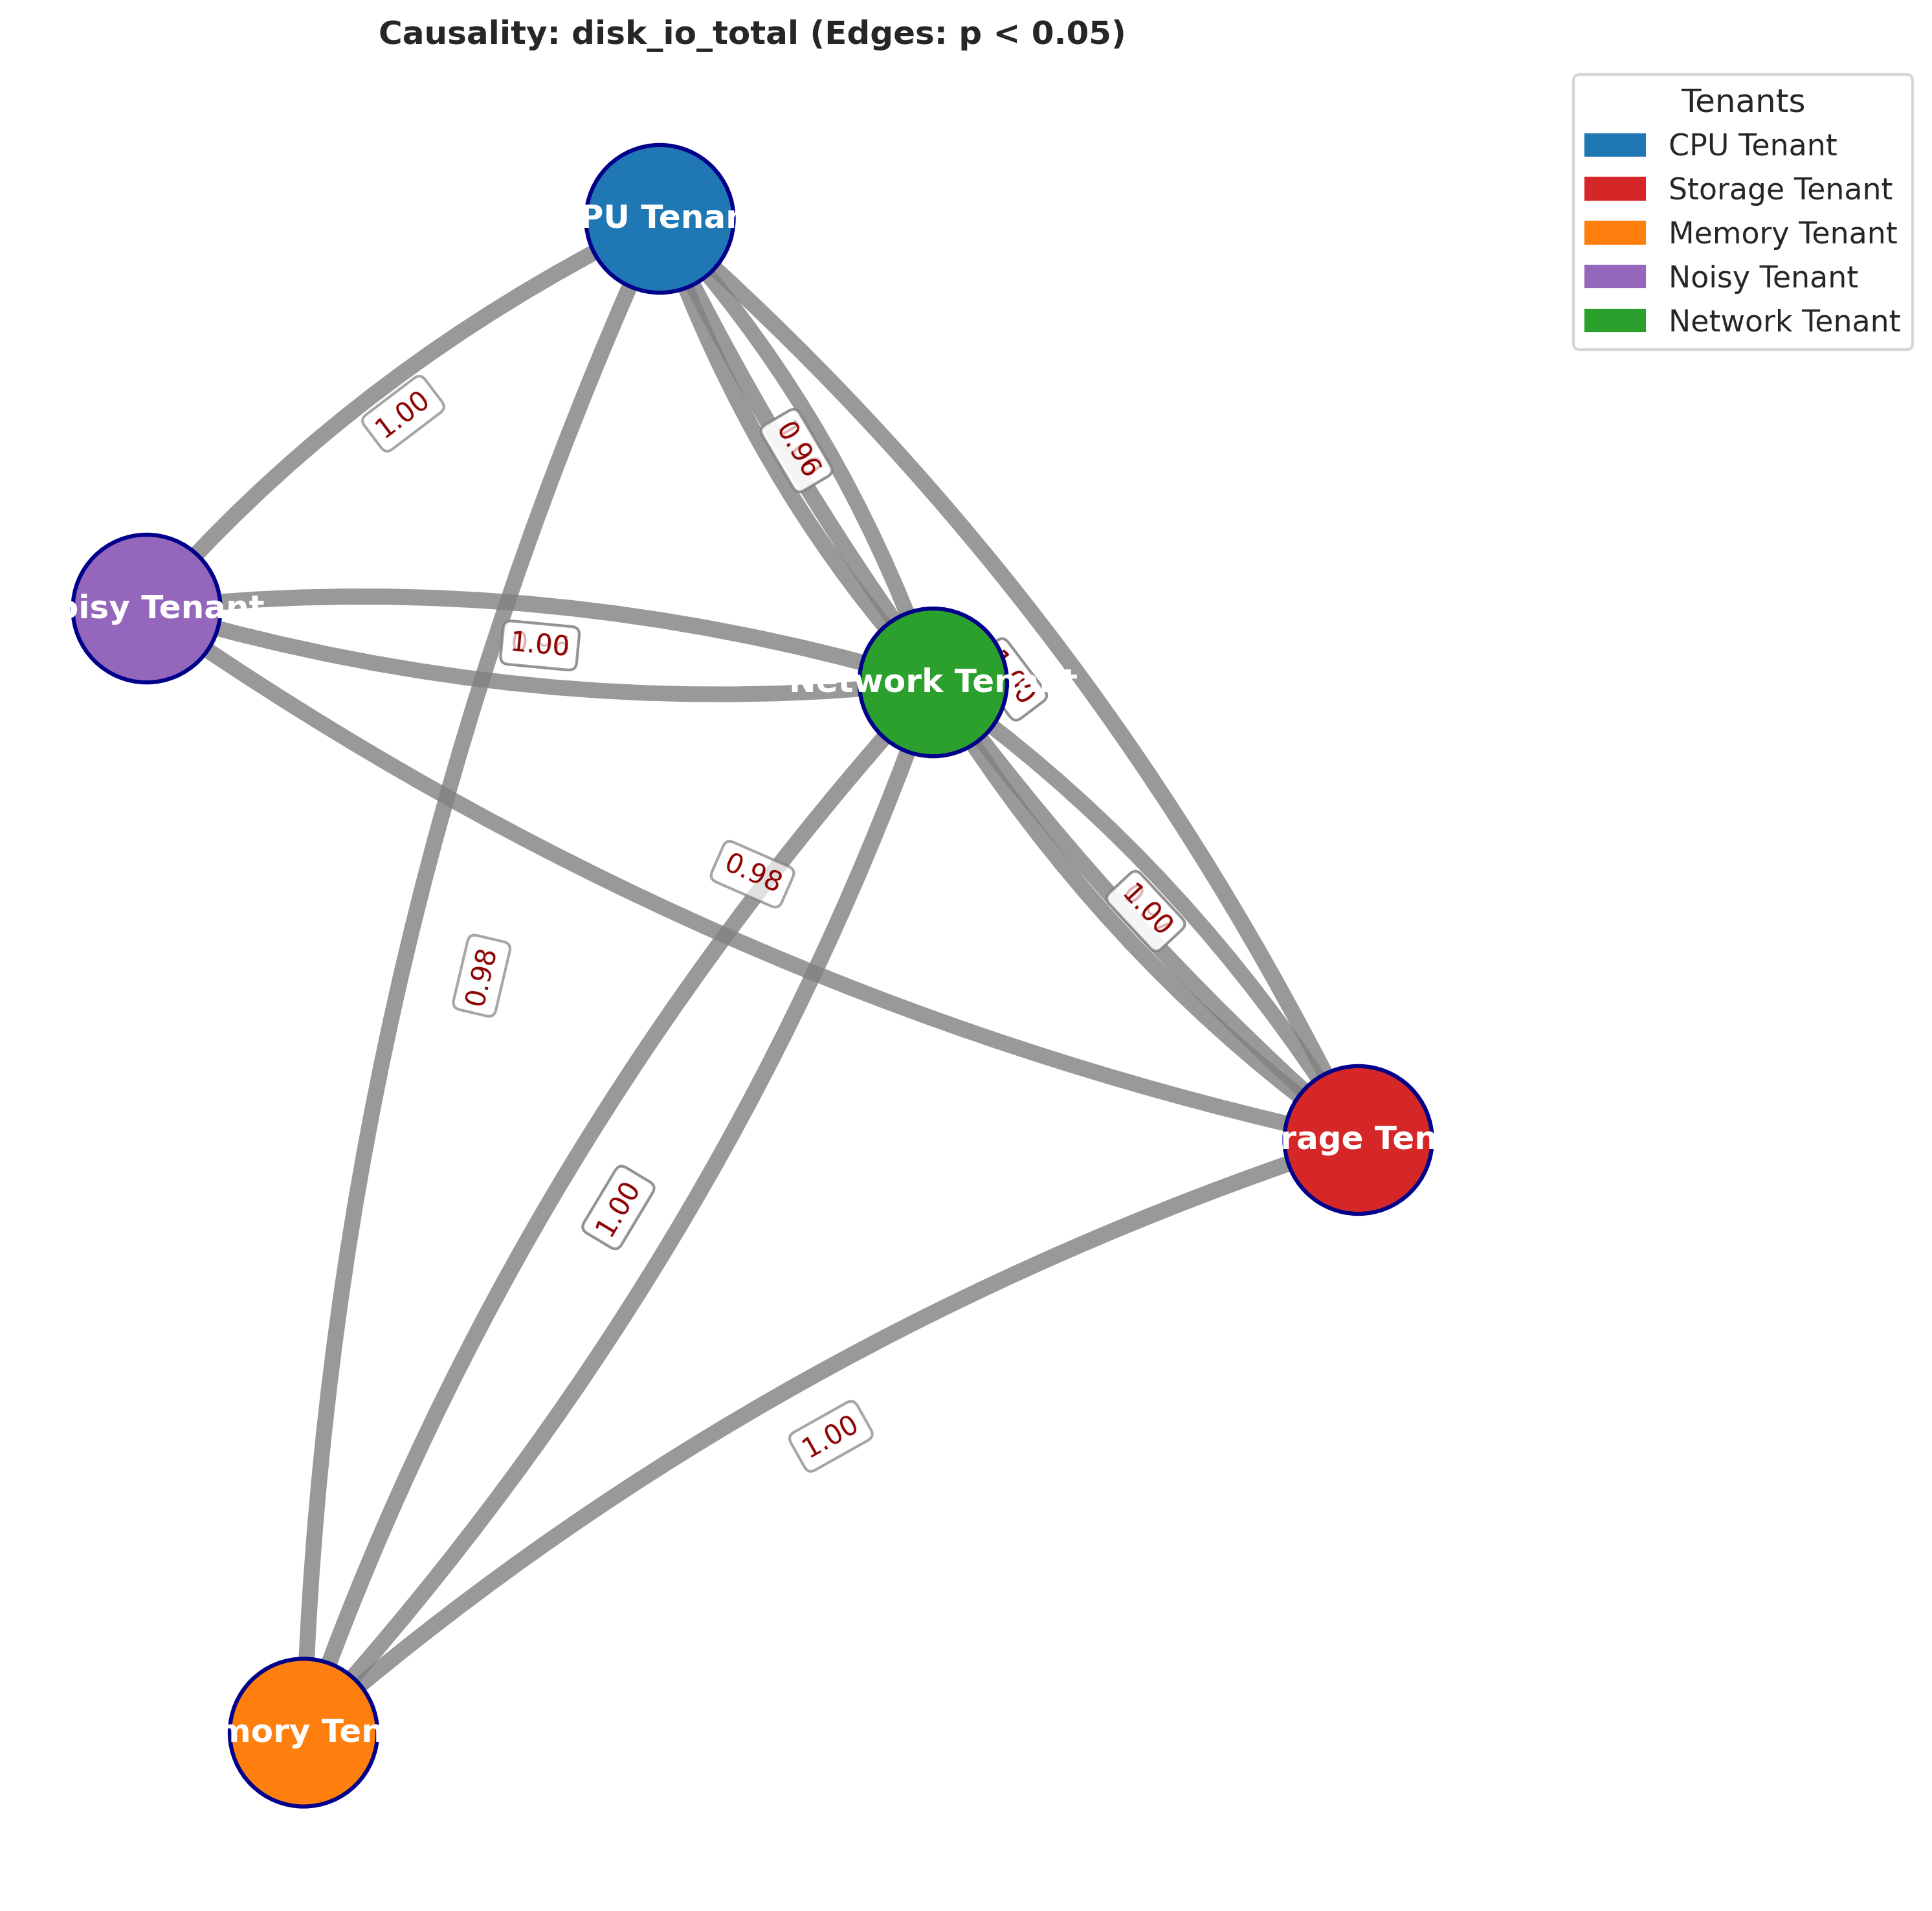 Causality: disk_io_total (Edges: p < 0.05)
Tenants
CPU Tenant
Storage Tenant
Memory Tenant
Noisy Tenant
Network Tenant
PU Tenan
1.00
0.96
oisy Tenant
1.00
Network Tenant
0.98
1.00
0.98
rage Ten
1.00
1.00
mory Ten